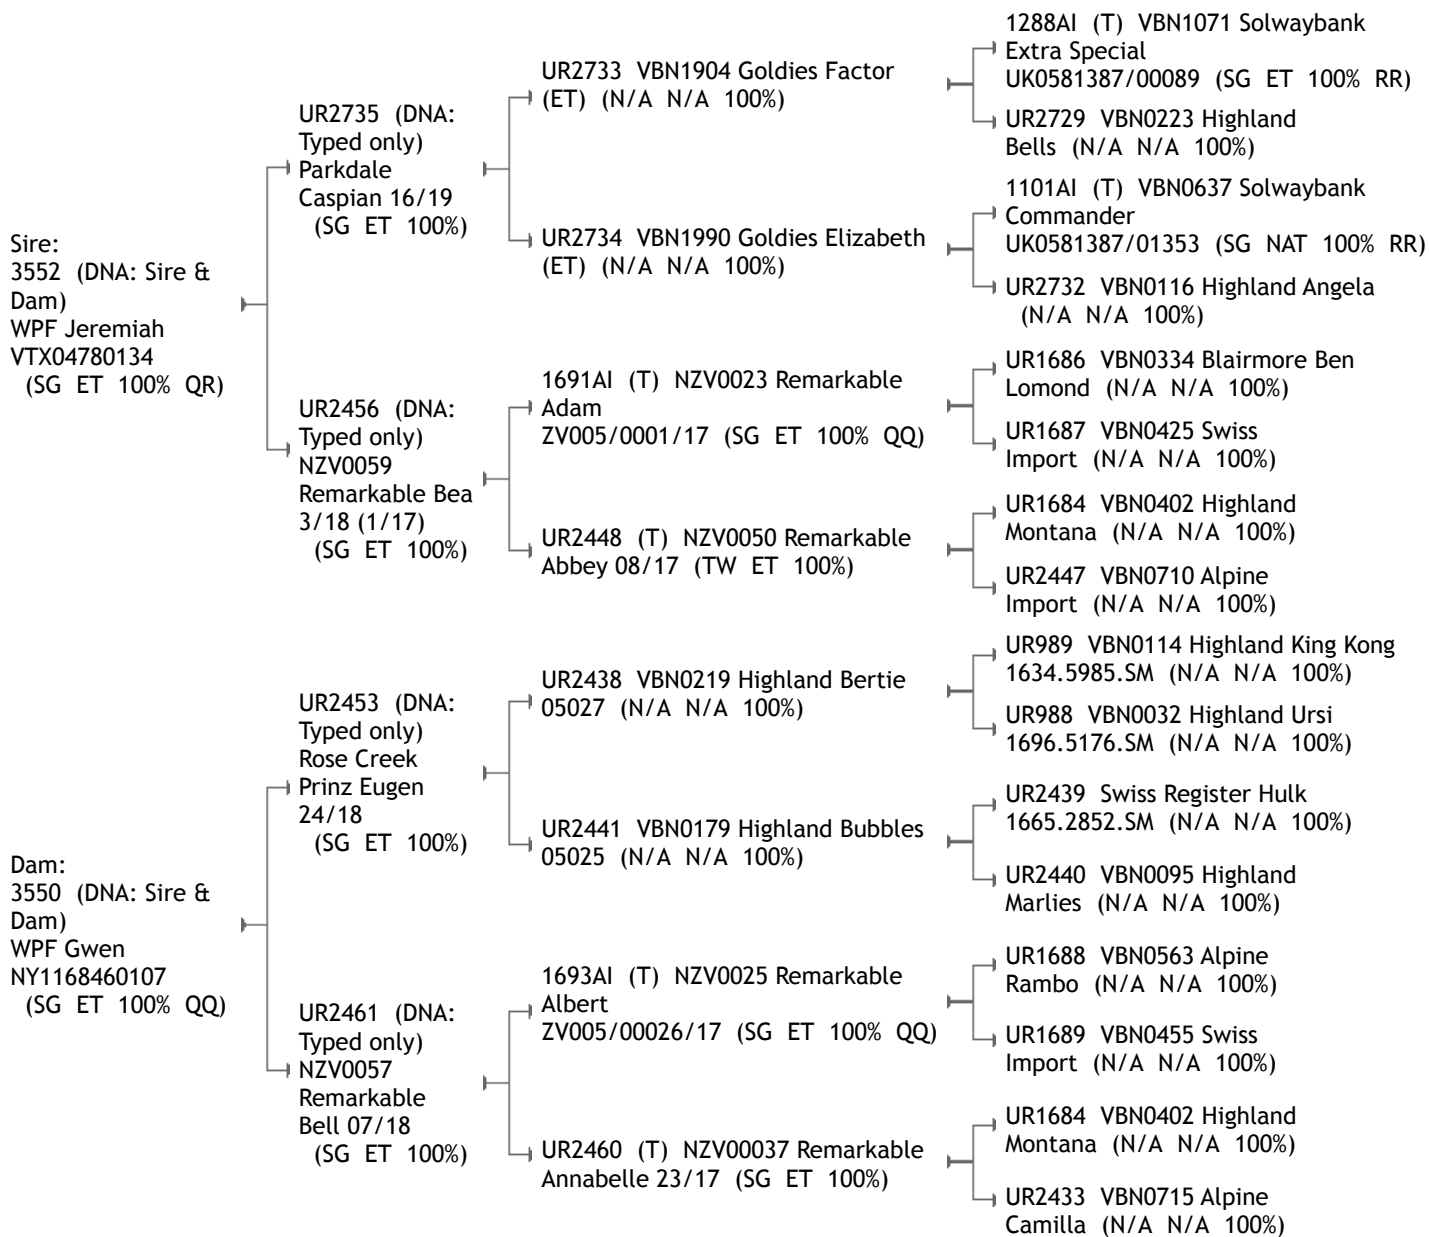 Sire:
3552 (DNA: Sire &
Dam)
WPF Jeremiah
VTX04780134
(SG ET 100% QR)
UR2735 (DNA:
Typed only)
Parkdale
Caspian 16/19
(SG ET 100%)
UR2733 VBN1904 Goldies Factor
(ET) (N/A N/A 100%)
1288AI (T) VBN1071 Solwaybank
Extra Special
UK0581387/00089 (SG ET 100% RR)
UR2729 VBN0223 Highland
Bells (N/A N/A 100%)
UR2734 VBN1990 Goldies Elizabeth
(ET) (N/A N/A 100%)
1101AI (T) VBN0637 Solwaybank
Commander
UK0581387/01353 (SG NAT 100% RR)
UR2732 VBN0116 Highland Angela
(N/A N/A 100%)
UR2456 (DNA:
Typed only)
NZV0059
Remarkable Bea
3/18 (1/17)
(SG ET 100%)
1691AI (T) NZV0023 Remarkable
Adam
ZV005/0001/17 (SG ET 100% QQ)
UR1686 VBN0334 Blairmore Ben
Lomond (N/A N/A 100%)
UR1687 VBN0425 Swiss
Import (N/A N/A 100%)
UR2448 (T) NZV0050 Remarkable
Abbey 08/17 (TW ET 100%)
UR1684 VBN0402 Highland
Montana (N/A N/A 100%)
UR2447 VBN0710 Alpine
Import (N/A N/A 100%)
Dam:
3550 (DNA: Sire &
Dam)
WPF Gwen
NY1168460107
(SG ET 100% QQ)
UR2453 (DNA:
Typed only)
Rose Creek
Prinz Eugen
24/18
(SG ET 100%)
UR2438 VBN0219 Highland Bertie
05027 (N/A N/A 100%)
UR989 VBN0114 Highland King Kong
1634.5985.SM (N/A N/A 100%)
UR988 VBN0032 Highland Ursi
1696.5176.SM (N/A N/A 100%)
UR2441 VBN0179 Highland Bubbles
05025 (N/A N/A 100%)
UR2439 Swiss Register Hulk
1665.2852.SM (N/A N/A 100%)
UR2440 VBN0095 Highland
Marlies (N/A N/A 100%)
UR2461 (DNA:
Typed only)
NZV0057
Remarkable
Bell 07/18
(SG ET 100%)
1693AI (T) NZV0025 Remarkable
Albert
ZV005/00026/17 (SG ET 100% QQ)
UR1688 VBN0563 Alpine
Rambo (N/A N/A 100%)
UR1689 VBN0455 Swiss
Import (N/A N/A 100%)
UR2460 (T) NZV00037 Remarkable
Annabelle 23/17 (SG ET 100%)
UR1684 VBN0402 Highland
Montana (N/A N/A 100%)
UR2433 VBN0715 Alpine
Camilla (N/A N/A 100%)